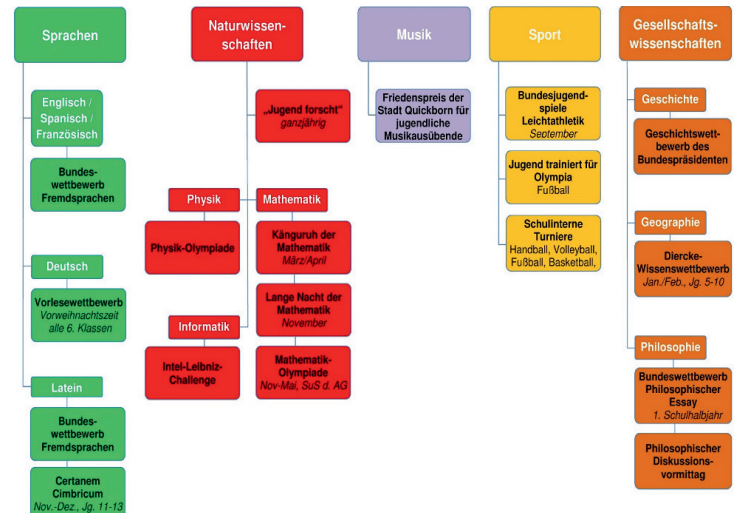 Sprachen
Englisch /
Spanisch /
Französisch
Bundes-
wettbewerb
Fremdsprachen
Deutsch
Vorlesewettbewerb
Vorweihnachtszeit
alle 6. Klassen
Latein
Bundes-
wettbewerb
Fremdsprachen
Certanem
Cimbricum
Nov.-Dez., Jg. 11-13
Naturwissen-
schaften
„Jugend forscht“
ganzjährig
Physik
Physik-Olympiade
Mathematik
Känguruh der
Mathematik
März/April
Lange Nacht der
Mathematik
November
Mathematik-
Olympiade
Nov-Mai, SuS d. AG
Informatik
Intel-Leibniz-
Challenge
Musik
Friedenspreis der
Stadt Quickborn für
jugendliche
Musikausübende
Sport
Bundesjugend-
spiele
Leichtathletik
September
Jugend trainiert für
Olympia
Fußball
Schulinterne
Turniere
Handball, Volleyball,
Fußball, Basketball,
Gesellschafts-
wissenschaften
Geschichte
Geschichtswett-
bewerb des
Bundespräsidenten
Geographie
Diercke-
Wissenswettbewerb
Jan./Feb., Jg. 5-10
Philosophie
Bundeswettbewerb
Philosophischer
Essay
1. Schulhalbjahr
Philosophischer
Diskussions-
vormittag